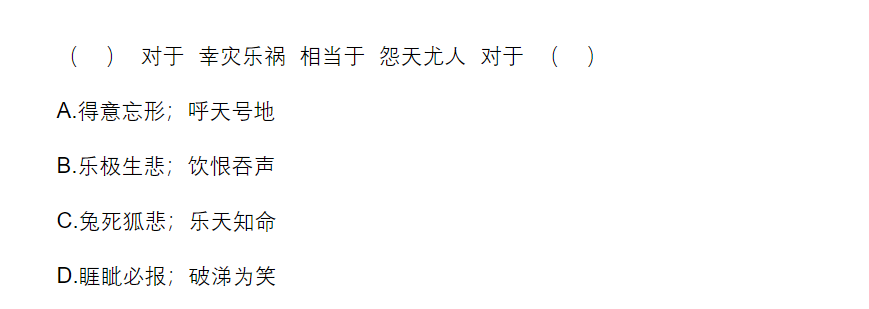 （　） 对于 幸灾乐祸 相当于 怨天尤人 对于 （　）
A.得意忘形；呼天号地
B.乐极生悲；饮恨吞声
C.兔死狐悲；乐天知命
D.睚眦必报；破涕为笑